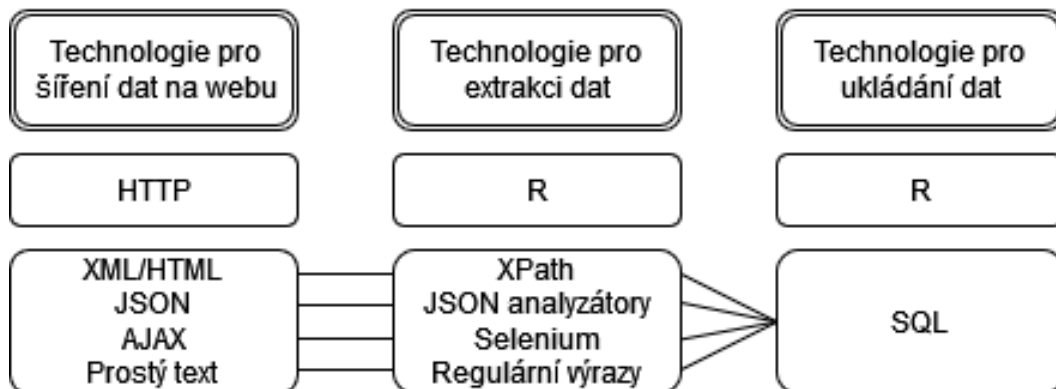 Technologie pro
šíření dat na webu
Technologie pro
extrakci dat
Technologie pro
ukládání dat
HTTP
R
R
XML/HTML
JSON
AJAX
Prostý text
XPath
JSON analyzátory
Selenium
Regulární výrazy
SQL